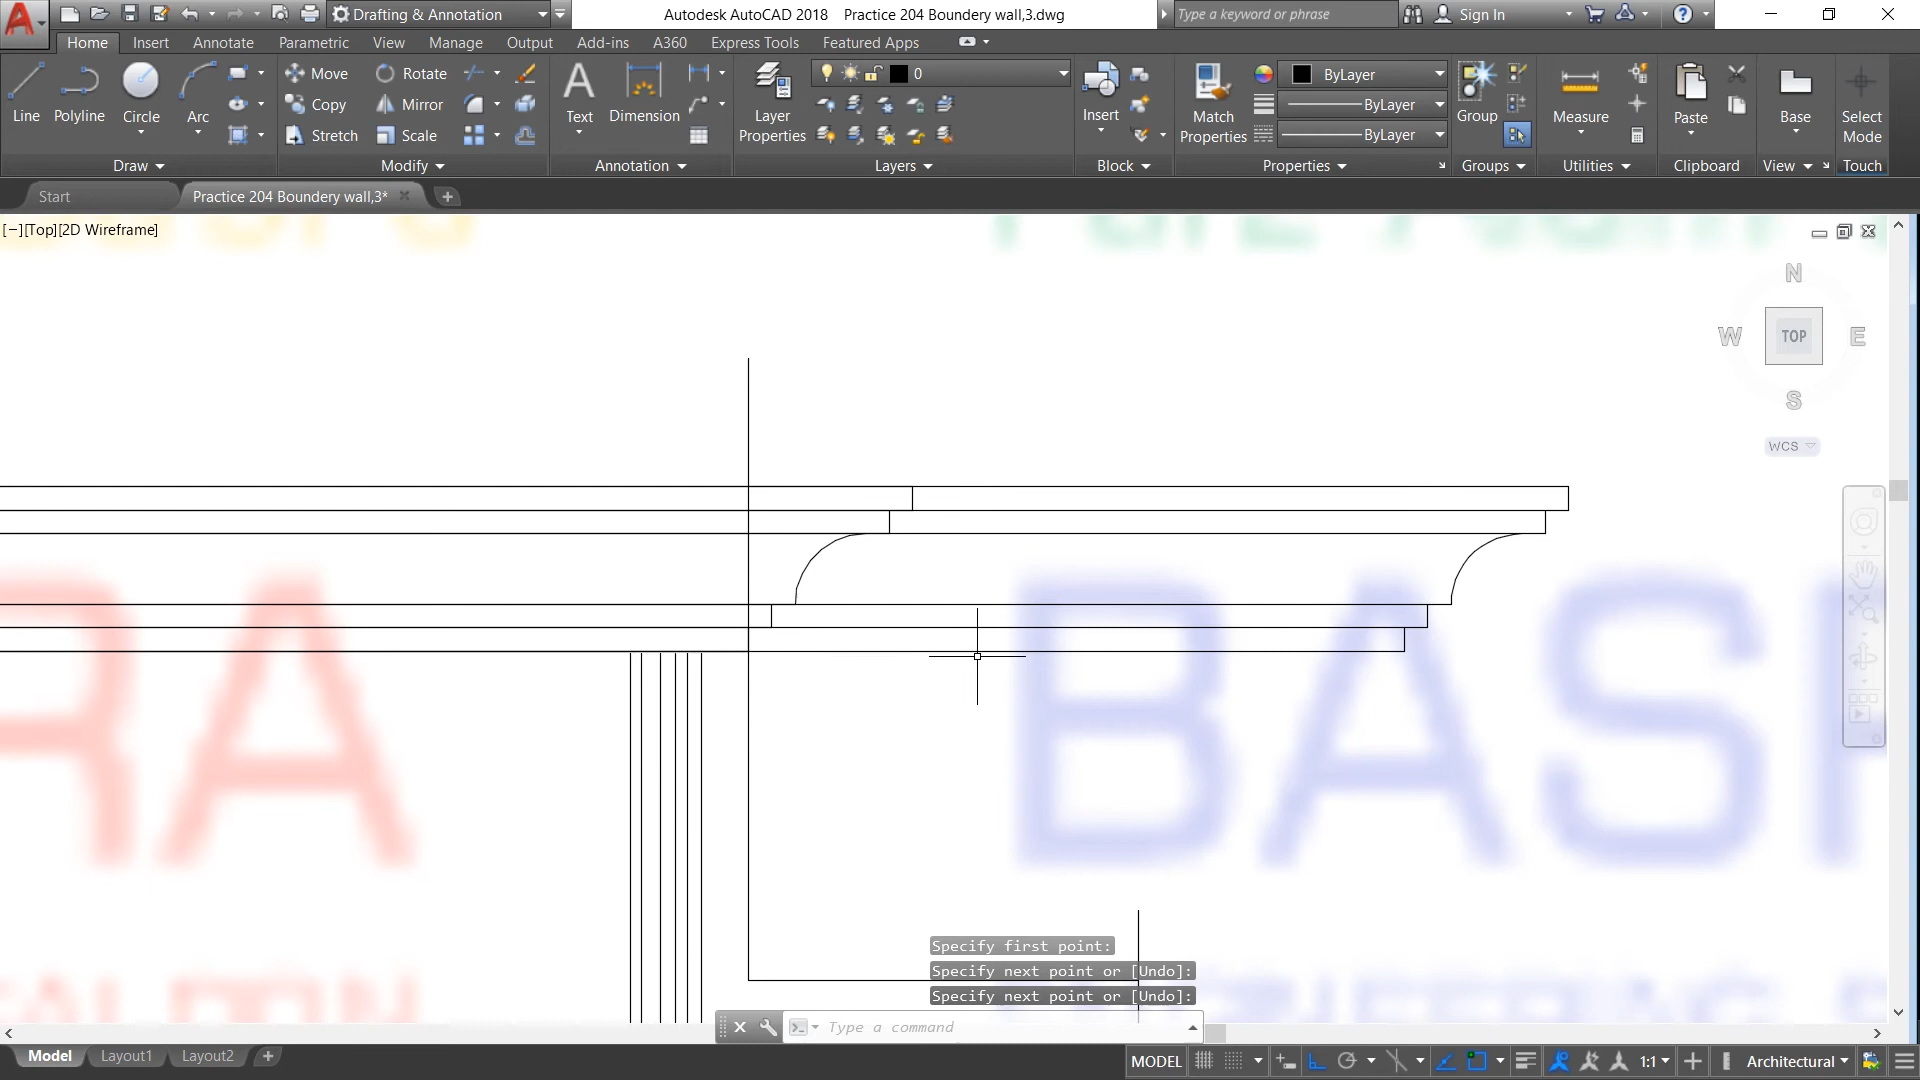 Drafting & Annotation
Autodesk AutoCAD 2018 Practice 204 Boundery wall,3.dwg
Type a keyword or phrase
Sign In
Home Insert Annotate Parametric View Manage Output Add-ins A360 Express Tools Featured Apps
Line Polyline Circle Arc
Move Rotate
Copy Mirror
Stretch Scale
Text Dimension
Layer Properties
0
Insert
Match Properties
ByLayer
ByLayer
ByLayer
Group
Measure
Paste
Base
Select Mode
Draw Modify Annotation Layers Block Properties Groups Utilities Clipboard View Touch
Start Practice 204 Boundery wall,3*
[−][Top][2D Wireframe]
N
W TOP E
S
WCS
RA BASI
Specify first point:
Specify next point or [Undo]:
Specify next point or [Undo]:
Type a command
Model Layout1 Layout2
MODEL 1:1 Architectural